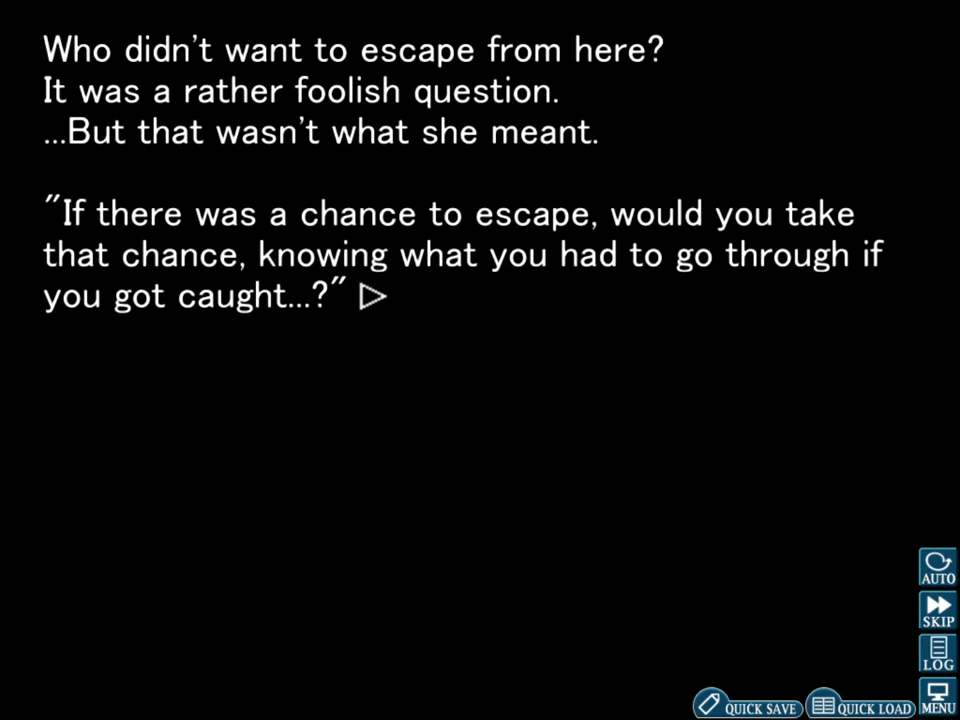 Who didn't want to escape from here?
It was a rather foolish question.
...But that wasn't what she meant.
"If there was a chance to escape, would you take
that chance, knowing what you had to go through if
you got caught...?"
AUTO
SKIP
LOG
QUICK SAVE
QUICK LOAD
MENU